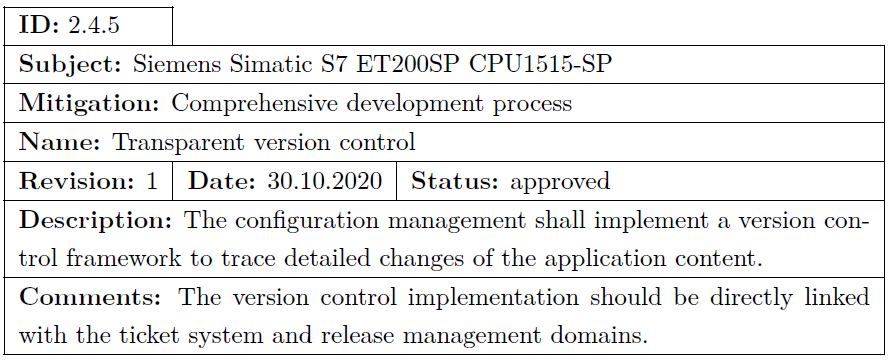 ID: 2.4.5
Subject: Siemens Simatic S7 ET200SP CPU1515-SP
Mitigation: Comprehensive development process
Name: Transparent version control
Revision: 1 Date: 30.10.2020 Status: approved
Description: The configuration management shall implement a version con-
trol framework to trace detailed changes of the application content.
Comments: The version control implementation should be directly linked
with the ticket system and release management domains.